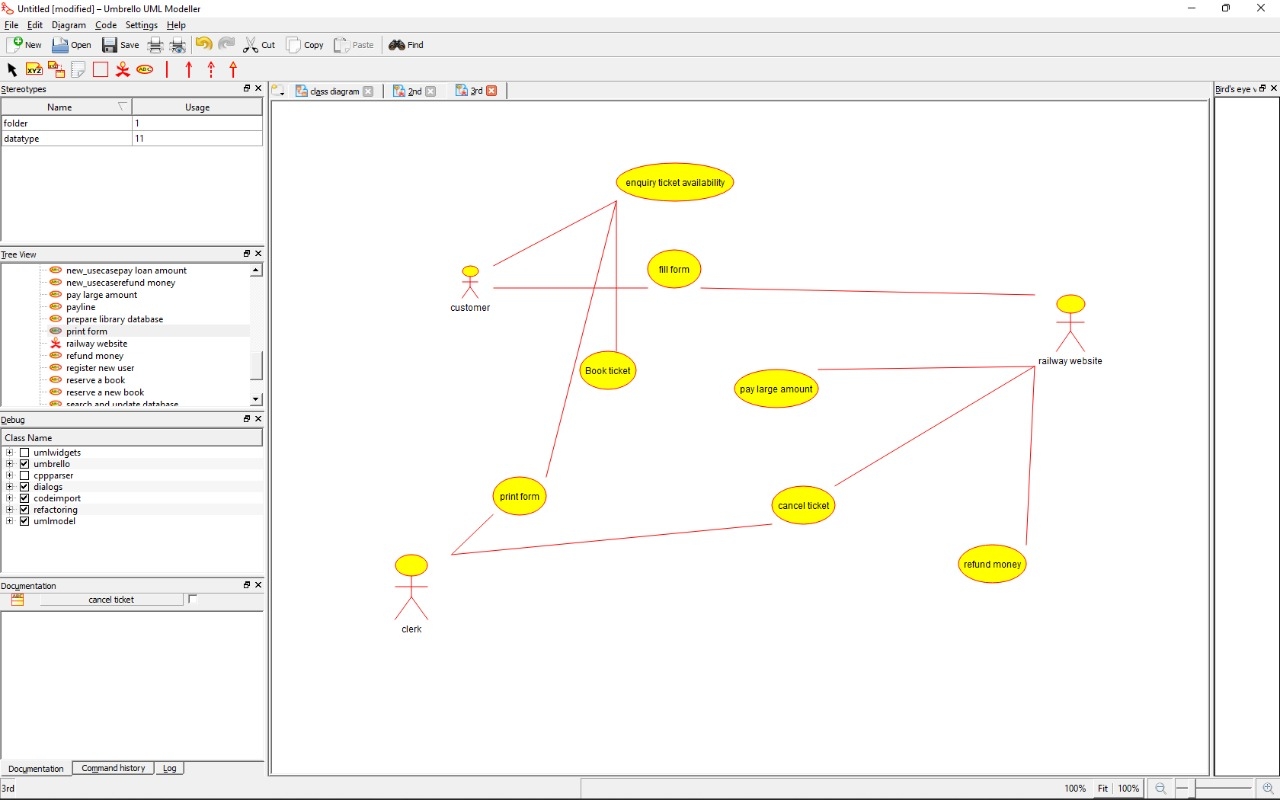 Untitled [modified] – Umbrello UML Modeller
File Edit Diagram Code Settings Help
New Open Save Cut Copy Paste Find
XYZ ABC
Stereotypes
class diagram 2nd 3rd
Bird's eye v
Name Usage
folder 1
datatype 11
Tree View
new_usecasepay loan amount
new_usecaserefund money
pay large amount
payline
prepare library database
print form
railway website
refund money
register new user
reserve a book
reserve a new book
search and update database
Debug
Class Name
umlwidgets
umbrello
cppparser
dialogs
codeimport
refactoring
umlmodel
Documentation
cancel ticket
Documentation Command history Log
enquiry ticket availability
fill form
customer
railway website
Book ticket
pay large amount
print form
cancel ticket
refund money
clerk
3rd
100% Fit 100%